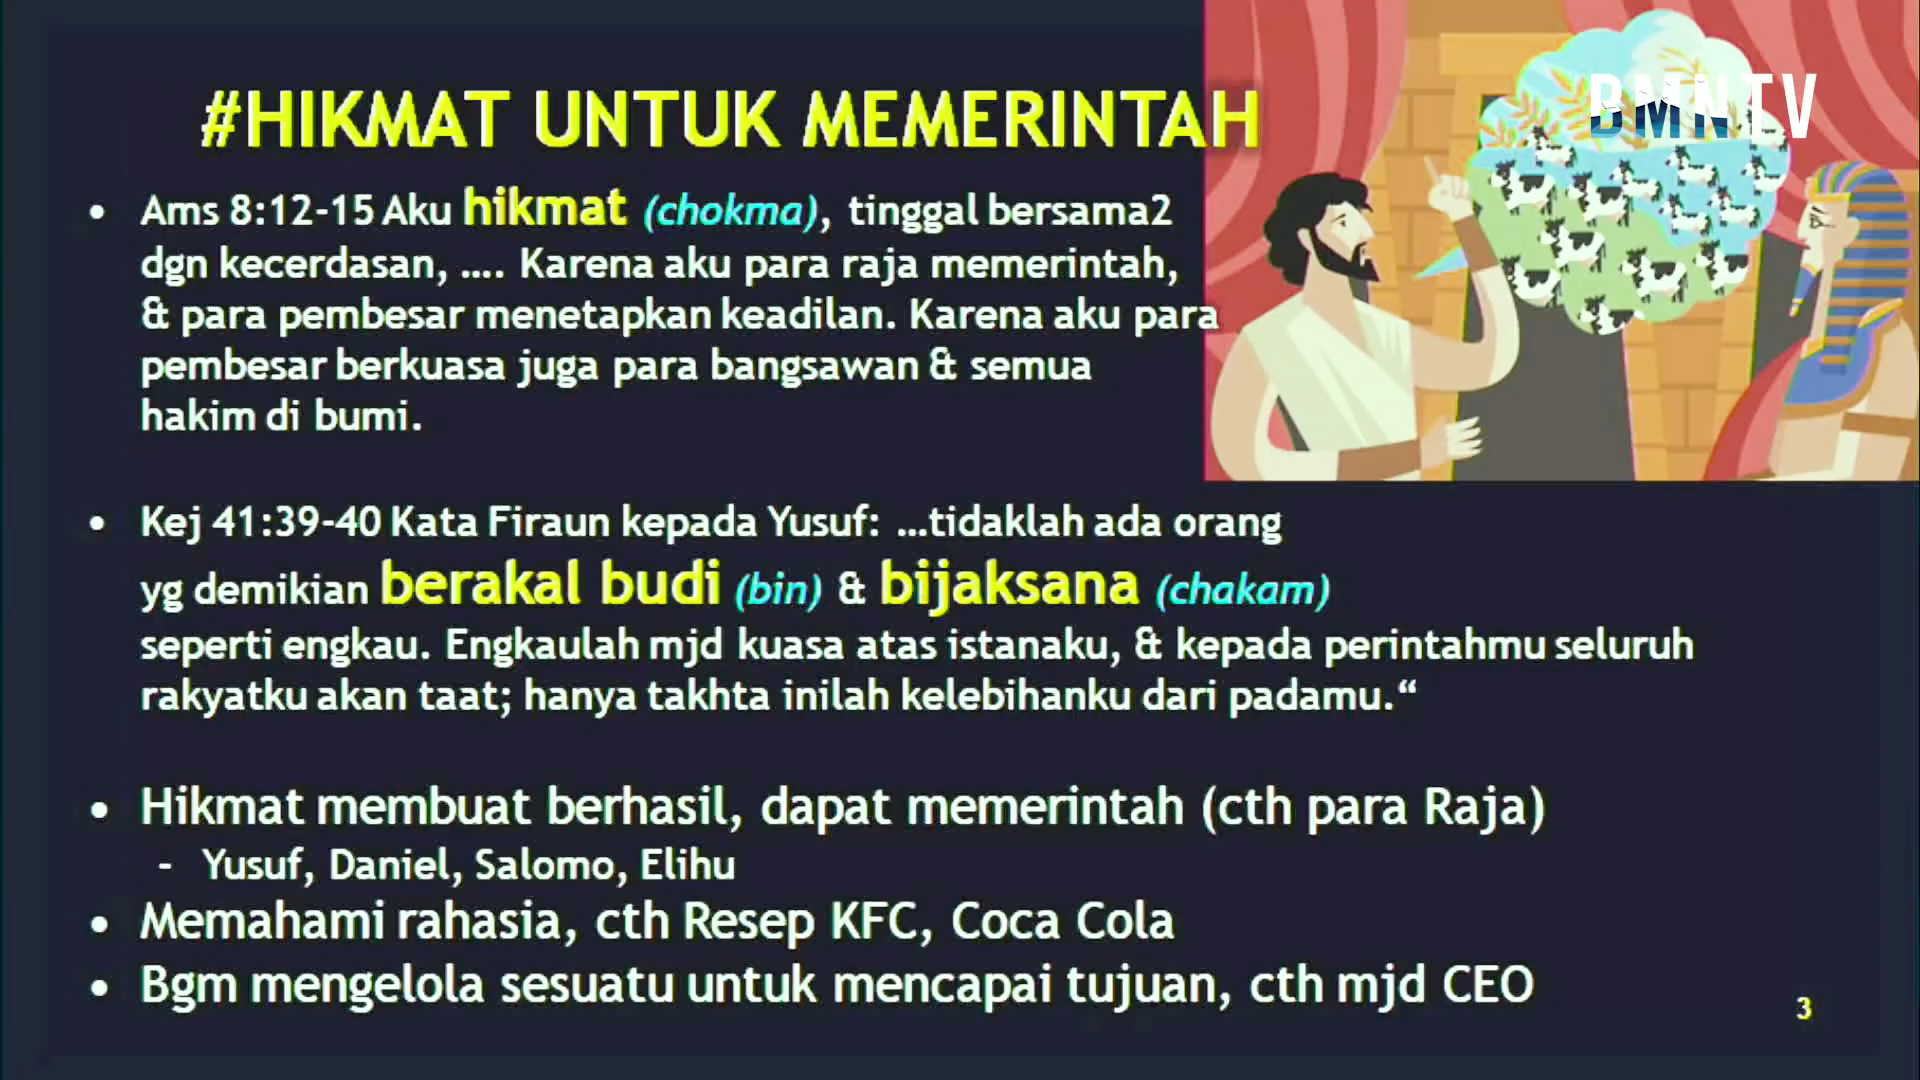 BMNTV
#HIKMAT UNTUK MEMERINTAH
• Ams 8:12-15 Aku hikmat (chokma), tinggal bersama2
dgn kecerdasan, .... Karena aku para raja memerintah,
& para pembesar menetapkan keadilan. Karena aku para
pembesar berkuasa juga para bangsawan & semua
hakim di bumi.
• Kej 41:39-40 Kata Firaun kepada Yusuf: ...tidaklah ada orang
yg demikian berakal budi (bin) & bijaksana (chakam)
seperti engkau. Engkaulah mjd kuasa atas istanaku, & kepada perintahmu seluruh
rakyatku akan taat; hanya takhta inilah kelebihanku dari padamu.“
• Hikmat membuat berhasil, dapat memerintah (cth para Raja)
- Yusuf, Daniel, Salomo, Elihu
• Memahami rahasia, cth Resep KFC, Coca Cola
• Bgm mengelola sesuatu untuk mencapai tujuan, cth mjd CEO
3